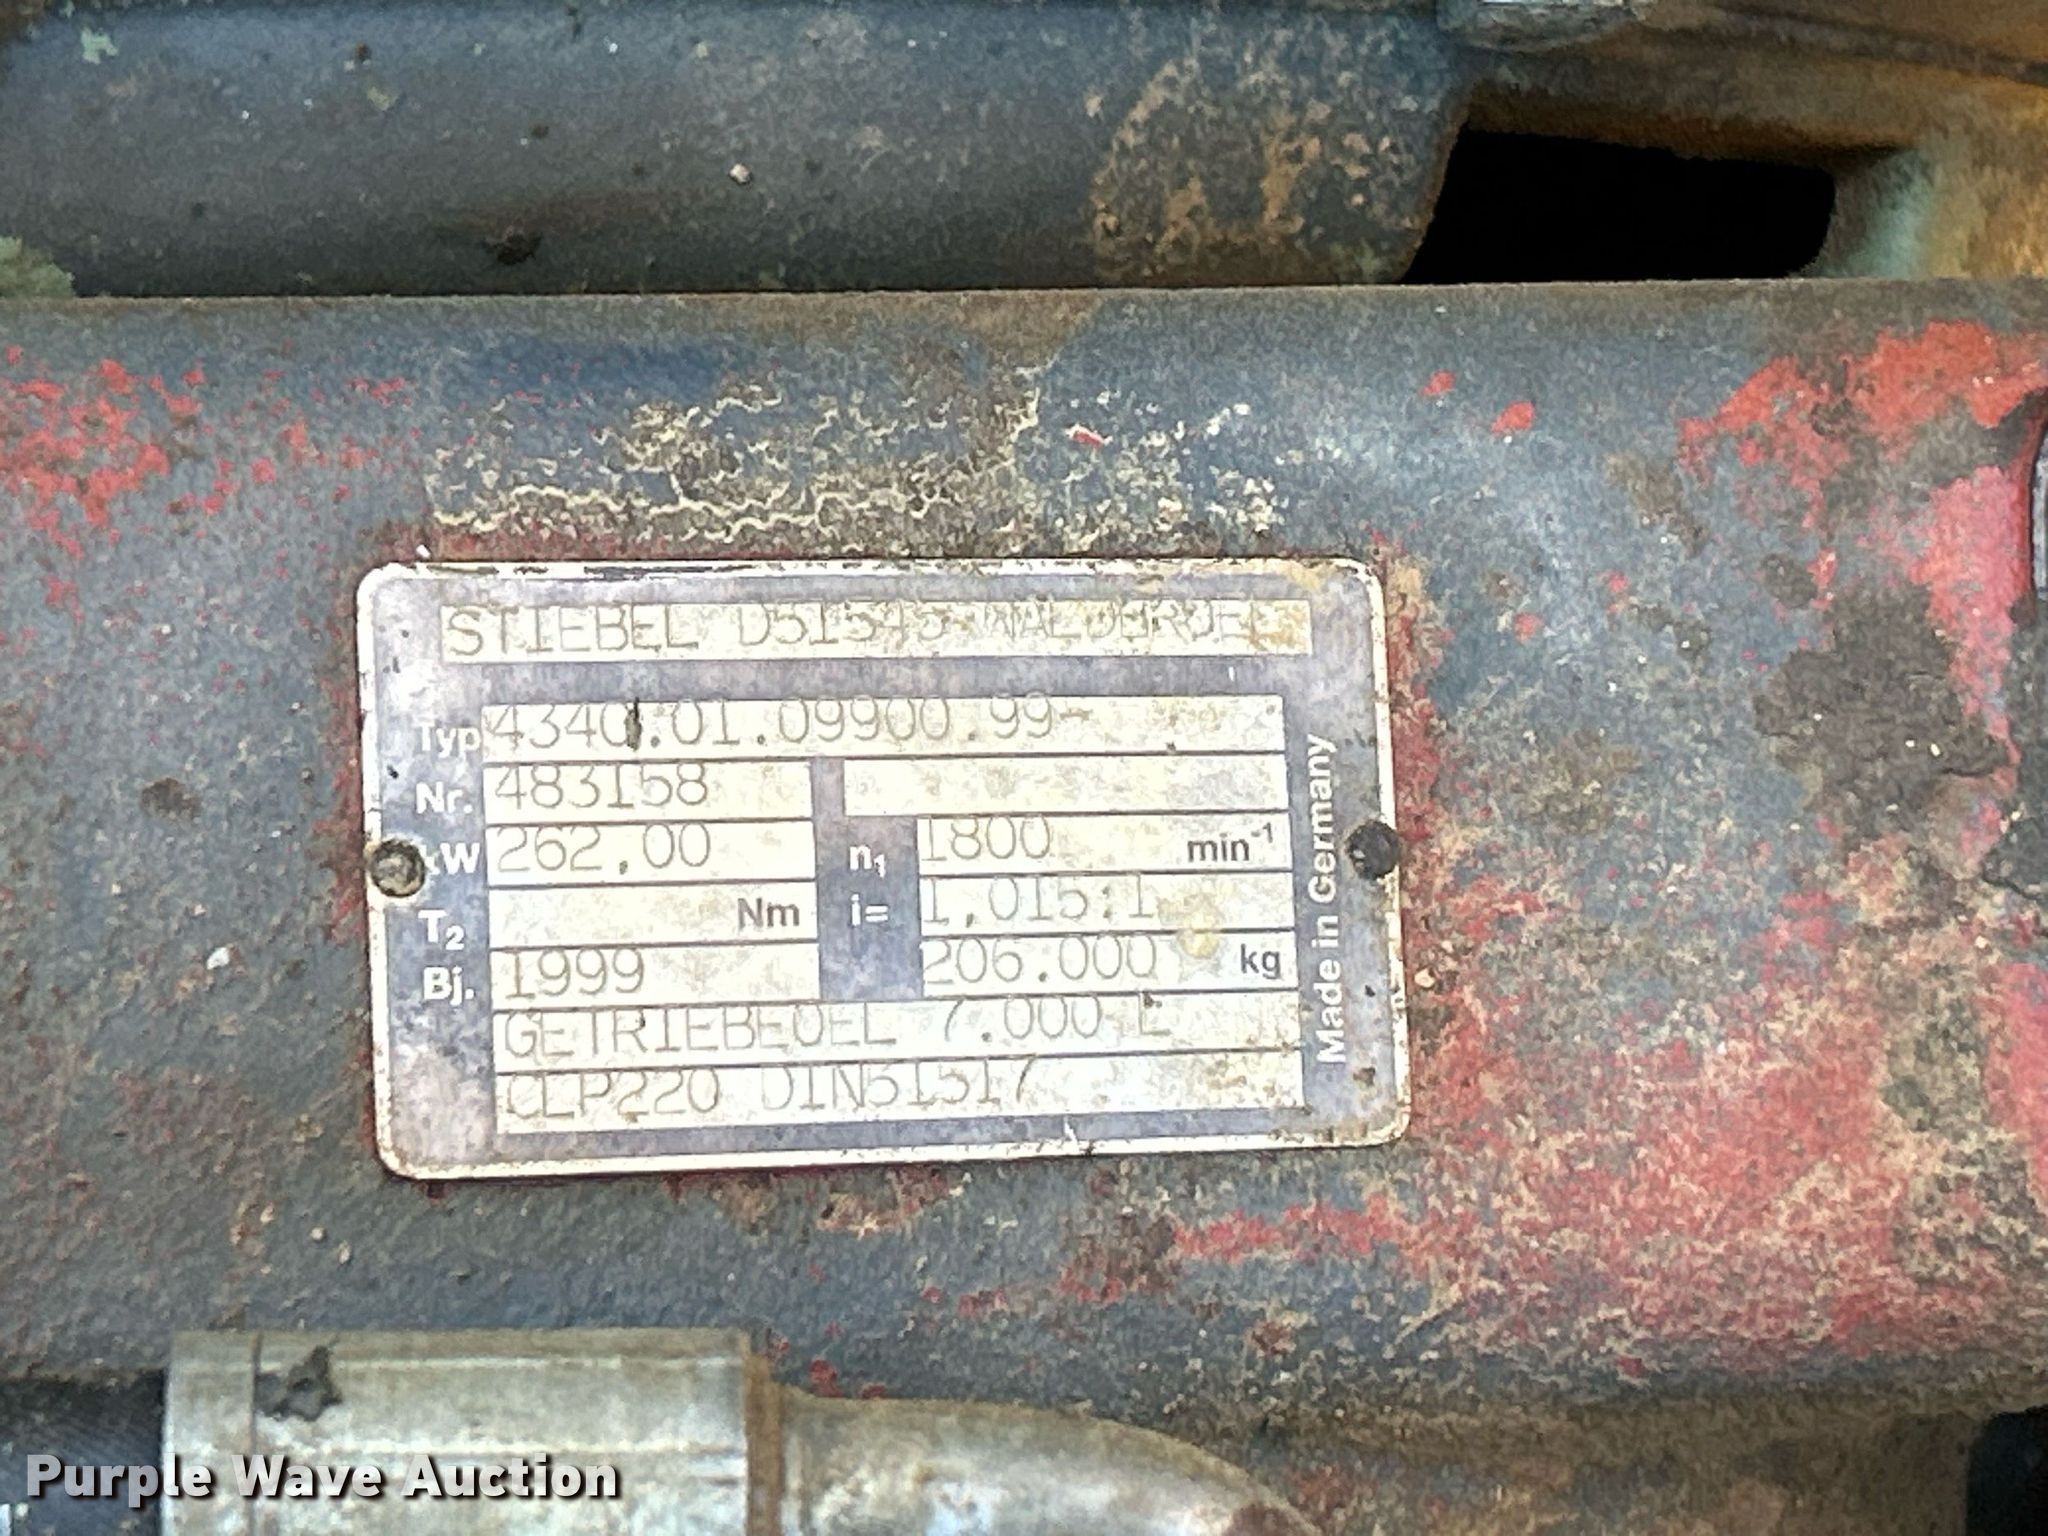 STIEBEL D51545 WALDBROEL
Typ 4340.01.09900.99
Nr. 483158
kW 262,00 n₁ 1800 min⁻¹
T₂ Nm i= 1,015:1
Bj. 1999 206.000 kg
GETRIEBEOEL 7.000 L
CLP220 DIN51517
Made in Germany
Purple Wave Auction